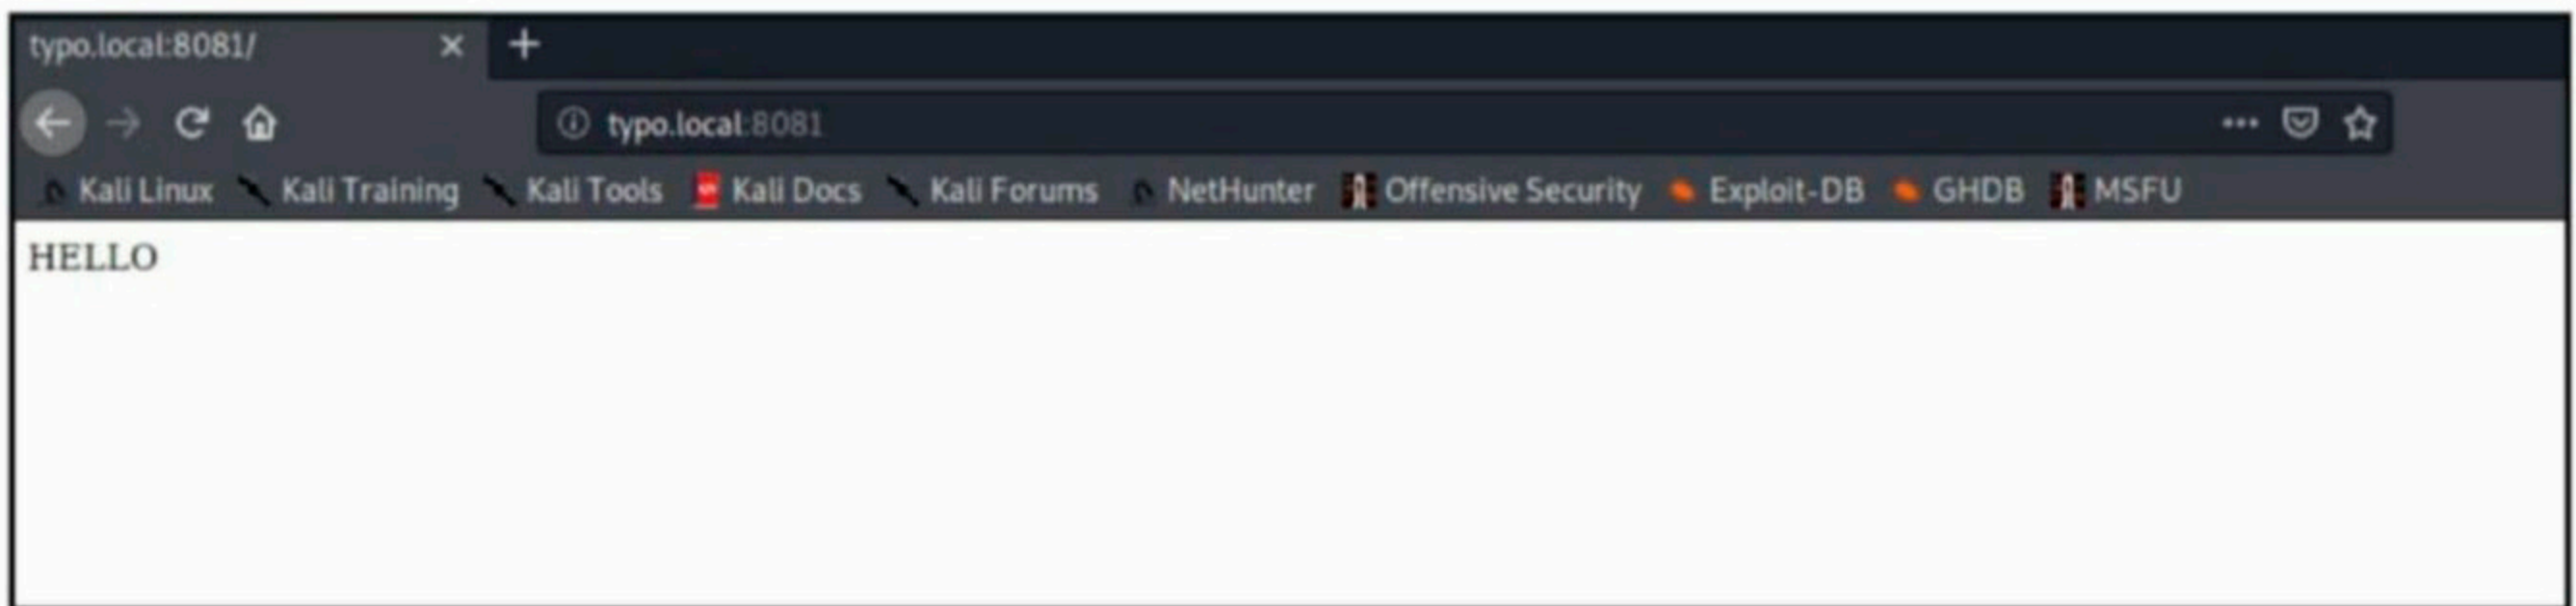 typo.local:8081/
typo.local:8081
Kali Linux Kali Training Kali Tools Kali Docs Kali Forums NetHunter Offensive Security Exploit-DB GHDB MSFU
HELLO